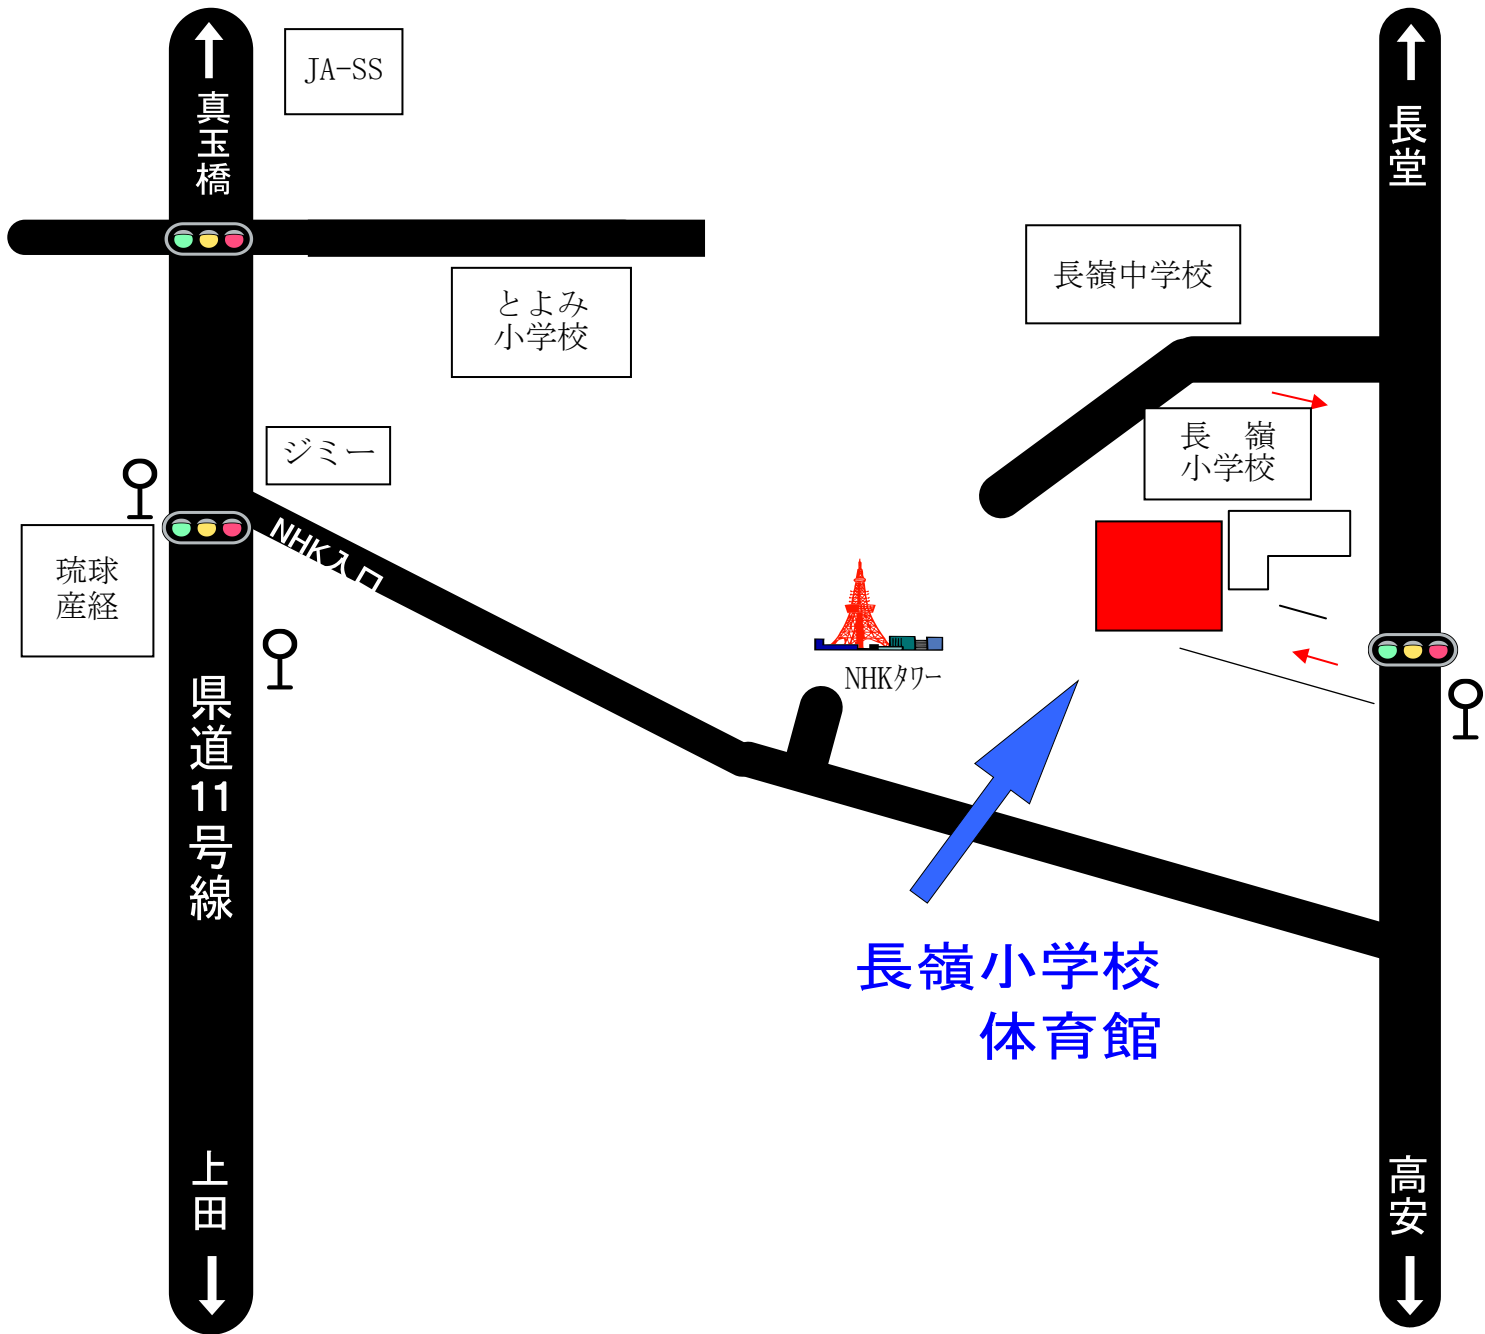 真玉橋
JA-SS
長堂
とよみ
小学校
長嶺中学校
ジミー
長　嶺
小学校
NHK入口
琉球
産経
NHKタワー
県道11号線
長嶺小学校
体育館
上田
高安